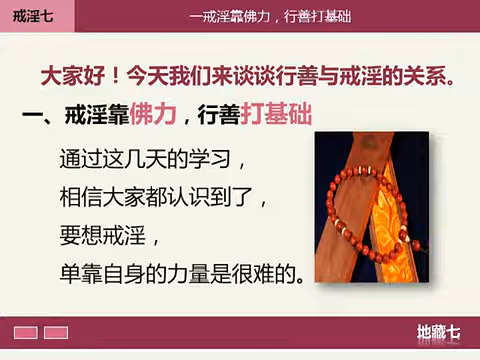 戒淫七
一戒淫靠佛力，行善打基础
大家好！今天我们来谈谈行善与戒淫的关系。
一、戒淫靠佛力，行善打基础
通过这几天的学习，
相信大家都认识到了，
要想戒淫，
单靠自身的力量是很难的。
地藏七